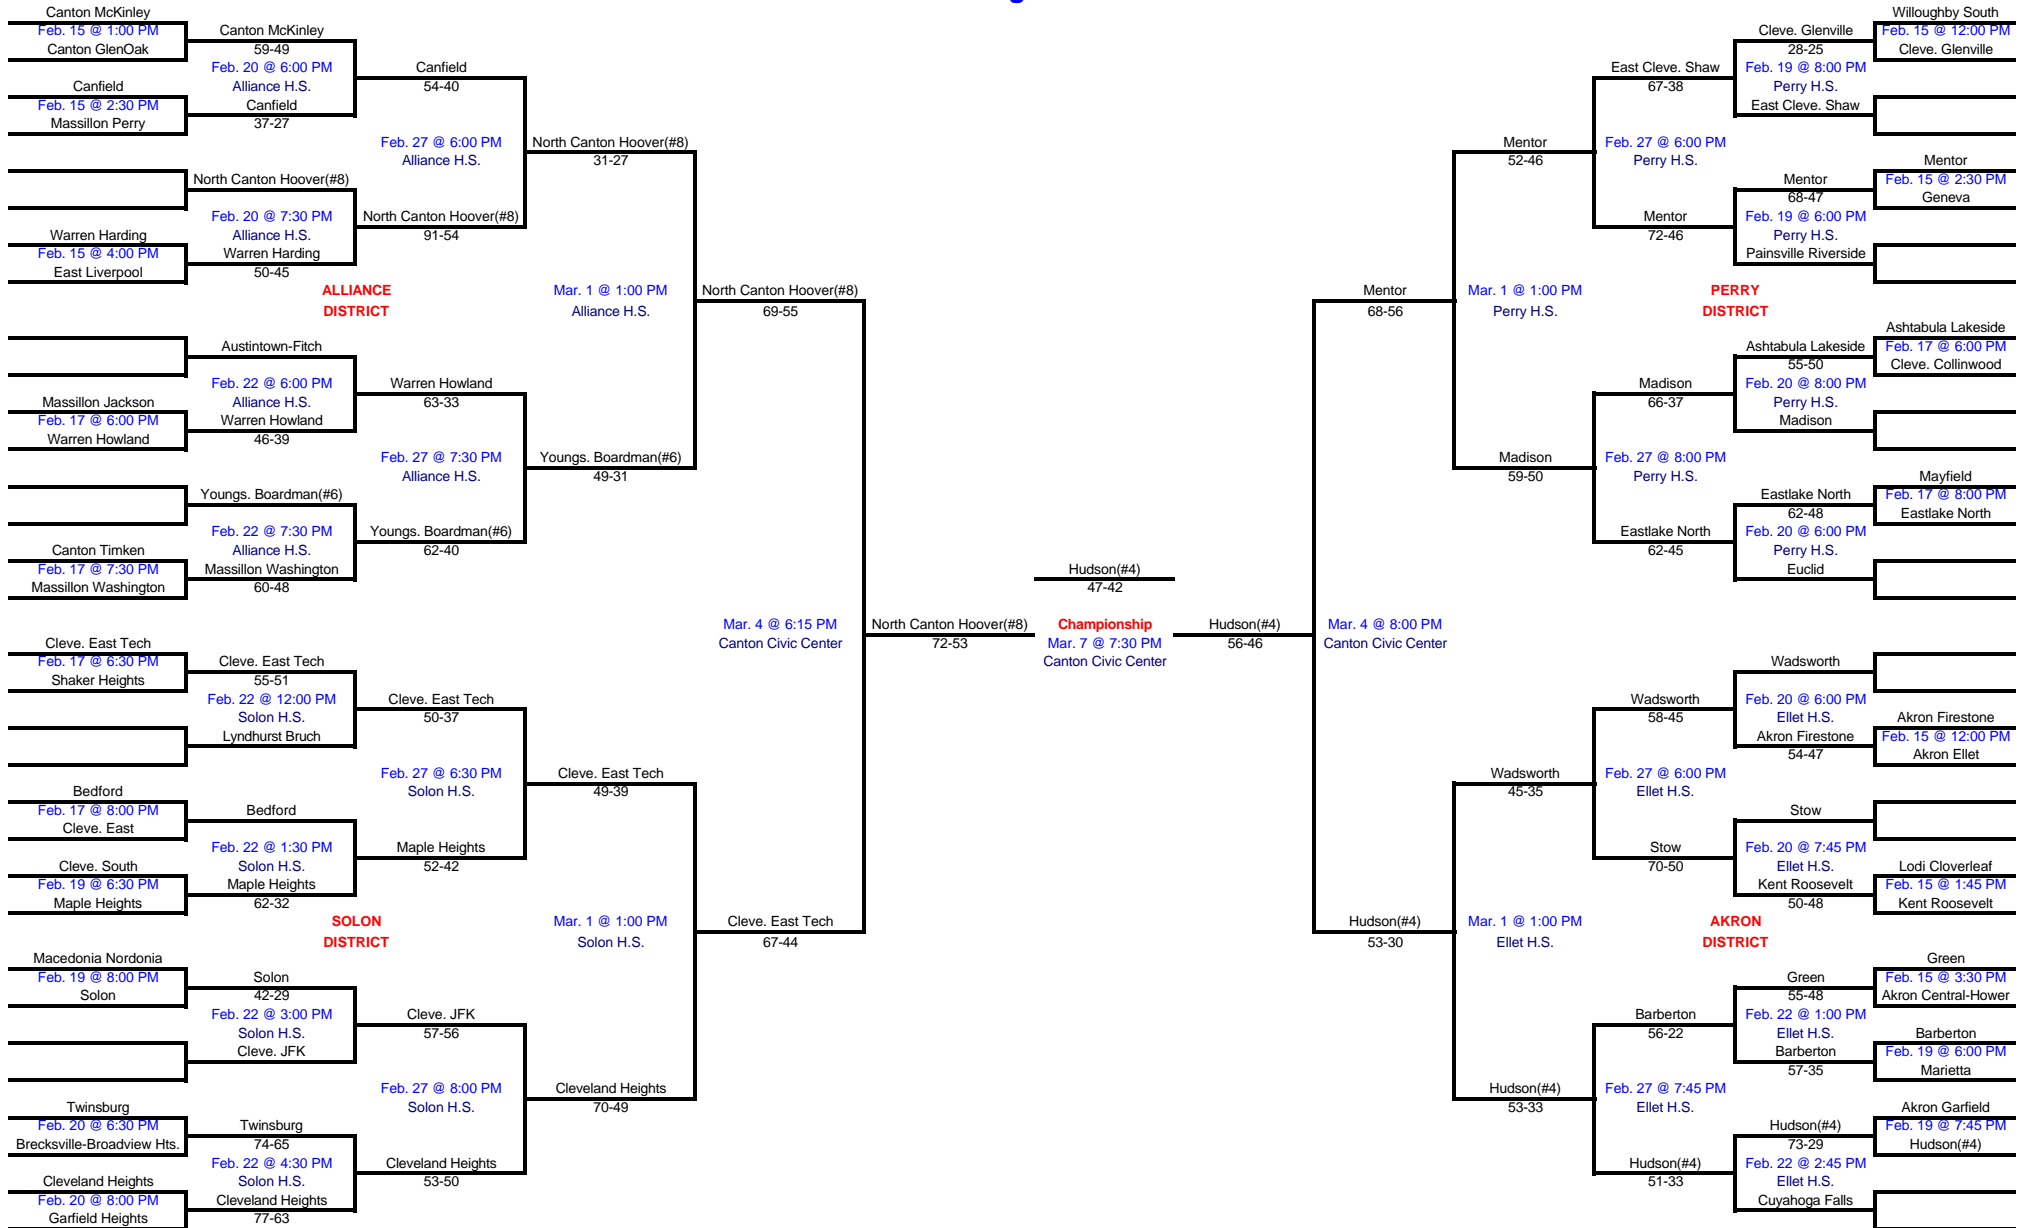 Canton McKinley
Feb. 15 @ 1:00 PM
Canton GlenOak
Canton McKinley
59-49
Feb. 20 @ 6:00 PM
Alliance H.S.
Canfield
Feb. 15 @ 2:30 PM
Massillon Perry
Canfield
37-27
Canfield
54-40
Feb. 27 @ 6:00 PM
Alliance H.S.
North Canton Hoover(#8)
31-27
North Canton Hoover(#8)
Feb. 20 @ 7:30 PM
Alliance H.S.
Warren Harding
Feb. 15 @ 4:00 PM
East Liverpool
Warren Harding
50-45
North Canton Hoover(#8)
91-54
ALLIANCE
DISTRICT
Mar. 1 @ 1:00 PM
Alliance H.S.
North Canton Hoover(#8)
69-55
Austintown-Fitch
Feb. 22 @ 6:00 PM
Alliance H.S.
Massillon Jackson
Feb. 17 @ 6:00 PM
Warren Howland
Warren Howland
46-39
Warren Howland
63-33
Feb. 27 @ 7:30 PM
Alliance H.S.
Youngs. Boardman(#6)
49-31
Youngs. Boardman(#6)
Feb. 22 @ 7:30 PM
Alliance H.S.
Canton Timken
Feb. 17 @ 7:30 PM
Massillon Washington
Massillon Washington
60-48
Youngs. Boardman(#6)
62-40
Mar. 4 @ 6:15 PM
Canton Civic Center
North Canton Hoover(#8)
72-53
Cleve. East Tech
Feb. 17 @ 6:30 PM
Shaker Heights
Cleve. East Tech
55-51
Feb. 22 @ 12:00 PM
Solon H.S.
Lyndhurst Bruch
Cleve. East Tech
50-37
Feb. 27 @ 6:30 PM
Solon H.S.
Cleve. East Tech
49-39
Bedford
Feb. 17 @ 8:00 PM
Cleve. East
Bedford
Feb. 22 @ 1:30 PM
Solon H.S.
Cleve. South
Feb. 19 @ 6:30 PM
Maple Heights
Maple Heights
62-32
Maple Heights
52-42
SOLON
DISTRICT
Mar. 1 @ 1:00 PM
Solon H.S.
Cleve. East Tech
67-44
Macedonia Nordonia
Feb. 19 @ 8:00 PM
Solon
Solon
42-29
Feb. 22 @ 3:00 PM
Solon H.S.
Cleve. JFK
Cleve. JFK
57-56
Feb. 27 @ 8:00 PM
Solon H.S.
Cleveland Heights
70-49
Twinsburg
Feb. 20 @ 6:30 PM
Brecksville-Broadview Hts.
Twinsburg
74-65
Feb. 22 @ 4:30 PM
Solon H.S.
Cleveland Heights
Feb. 20 @ 8:00 PM
Garfield Heights
Cleveland Heights
77-63
Cleveland Heights
53-50
Hudson(#4)
47-42
Championship
Mar. 7 @ 7:30 PM
Canton Civic Center
Hudson(#4)
56-46
Mar. 4 @ 8:00 PM
Canton Civic Center
Willoughby South
Feb. 15 @ 12:00 PM
Cleve. Glenville
Cleve. Glenville
28-25
Feb. 19 @ 8:00 PM
Perry H.S.
East Cleve. Shaw
East Cleve. Shaw
67-38
Mentor
52-46
Feb. 27 @ 6:00 PM
Perry H.S.
Mentor
Feb. 15 @ 2:30 PM
Geneva
Mentor
68-47
Feb. 19 @ 6:00 PM
Perry H.S.
Painsville Riverside
Mentor
72-46
Mentor
68-56
Mar. 1 @ 1:00 PM
Perry H.S.
PERRY
DISTRICT
Ashtabula Lakeside
Feb. 17 @ 6:00 PM
Cleve. Collinwood
Ashtabula Lakeside
55-50
Feb. 20 @ 8:00 PM
Perry H.S.
Madison
Madison
66-37
Madison
59-50
Feb. 27 @ 8:00 PM
Perry H.S.
Mayfield
Feb. 17 @ 8:00 PM
Eastlake North
Eastlake North
62-48
Feb. 20 @ 6:00 PM
Perry H.S.
Euclid
Eastlake North
62-45
Wadsworth
Feb. 20 @ 6:00 PM
Ellet H.S.
Akron Firestone
Feb. 15 @ 12:00 PM
Akron Ellet
Akron Firestone
54-47
Wadsworth
58-45
Wadsworth
45-35
Feb. 27 @ 6:00 PM
Ellet H.S.
Stow
Feb. 20 @ 7:45 PM
Ellet H.S.
Lodi Cloverleaf
Feb. 15 @ 1:45 PM
Kent Roosevelt
Kent Roosevelt
50-48
Stow
70-50
Hudson(#4)
53-30
Mar. 1 @ 1:00 PM
Ellet H.S.
AKRON
DISTRICT
Green
Feb. 15 @ 3:30 PM
Akron Central-Hower
Green
55-48
Feb. 22 @ 1:00 PM
Ellet H.S.
Barberton
Feb. 19 @ 6:00 PM
Marietta
Barberton
57-35
Barberton
56-22
Hudson(#4)
53-33
Feb. 27 @ 7:45 PM
Ellet H.S.
Akron Garfield
Feb. 19 @ 7:45 PM
Hudson(#4)
Hudson(#4)
73-29
Feb. 22 @ 2:45 PM
Ellet H.S.
Cuyahoga Falls
Hudson(#4)
51-33